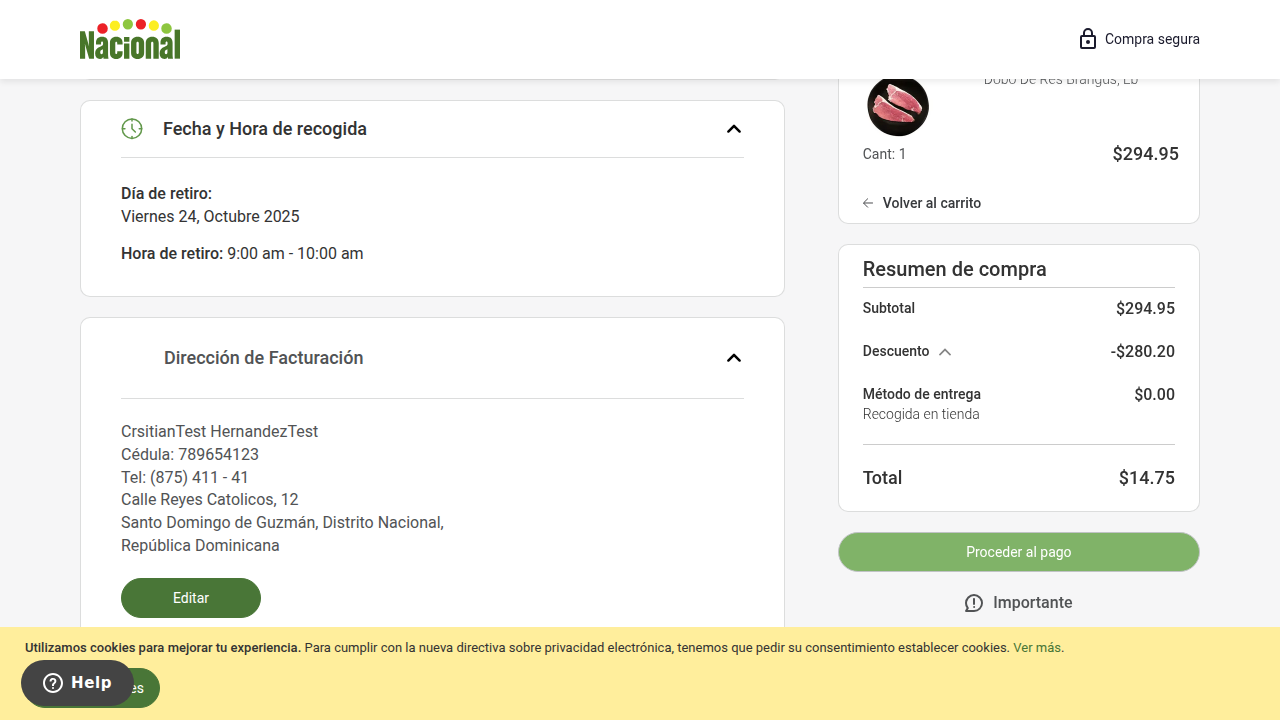 Nacional
Compra segura
Fecha y Hora de recogida
Día de retiro:
Viernes 24, Octubre 2025
Hora de retiro: 9:00 am - 10:00 am
Dirección de Facturación
CrsitianTest HernandezTest
Cédula: 789654123
Tel: (875) 411 - 41
Calle Reyes Catolicos, 12
Santo Domingo de Guzmán, Distrito Nacional,
República Dominicana
Editar
Bobo De Res Brangus, Lb
Cant: 1 $294.95
Volver al carrito
Resumen de compra
Subtotal $294.95
Descuento -$280.20
Método de entrega $0.00
Recogida en tienda
Total $14.75
Proceder al pago
Importante
Utilizamos cookies para mejorar tu experiencia. Para cumplir con la nueva directiva sobre privacidad electrónica, tenemos que pedir su consentimiento establecer cookies. Ver más.
Help
es